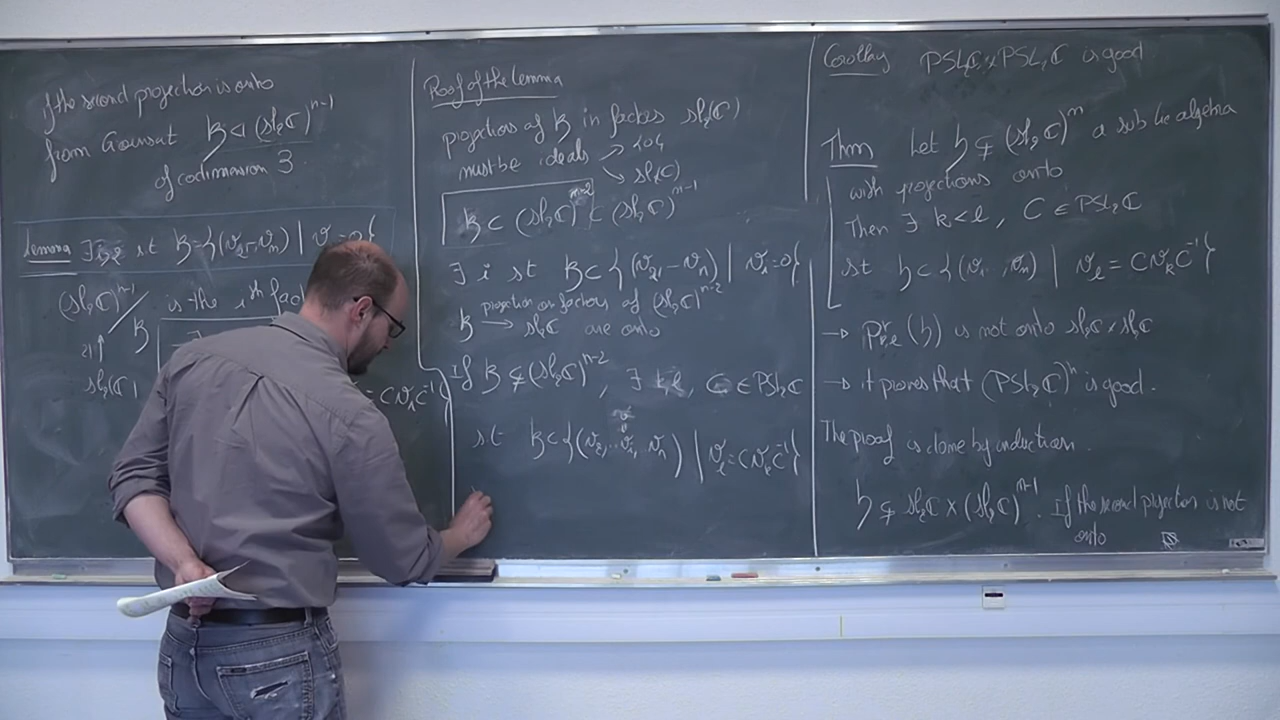 if the second projection is onto
from Goursat 𝔨 ◁ (sl₂ℂ)ⁿ⁻¹
of codimension 3
Lemma ∃ i≥2 st 𝔨={(v₂,-,vₙ) | vᵢ=0}
(sl₂ℂ)ⁿ⁻¹/𝔨 is the iᵗʰ fac
sl₂(ℂ
= C vᵢ C⁻¹}
Proof of the lemma
projections of 𝔨 in factors sl₂(ℂ)
must be ideals → {0}
↘ sl₂(ℂ)
𝔨 ⊂ (sl₂ℂ)ⁿ⁻² ⊂ (sl₂ℂ)ⁿ⁻¹
∃ i st 𝔨 ⊂ {(v₂,-vₙ) | vᵢ=0}
projection on factors of (sl₂ℂ)ⁿ⁻²
𝔨 → sl₂ℂ are onto
If 𝔨 ⊊ (sl₂ℂ)ⁿ⁻², ∃ k,l, C ∈ PSL₂ℂ
st 𝔨 ⊂ {(v₂,..vᵢ, vₙ) | vₗ = C vₖ C⁻¹}
Corollary PSL₂ℂ × PSL₂ℂ is good
Thm Let 𝔥 ⊊ (sl₂ℂ)ⁿ a sub lie algebra
with projections onto
Then ∃ k<l, C ∈ PSL₂ℂ
st 𝔥 ⊂ {(v₁,vₙ) | vₗ = C vₖ C⁻¹}
→ Prₖ,ₗ(𝔥) is not onto sl₂ℂ × sl₂ℂ
→ it proves that (PSL₂ℂ)ⁿ is good.
The proof is done by induction.
𝔥 ⊊ sl₂ℂ × (sl₂ℂ)ⁿ⁻¹. If the second projection is not
onto